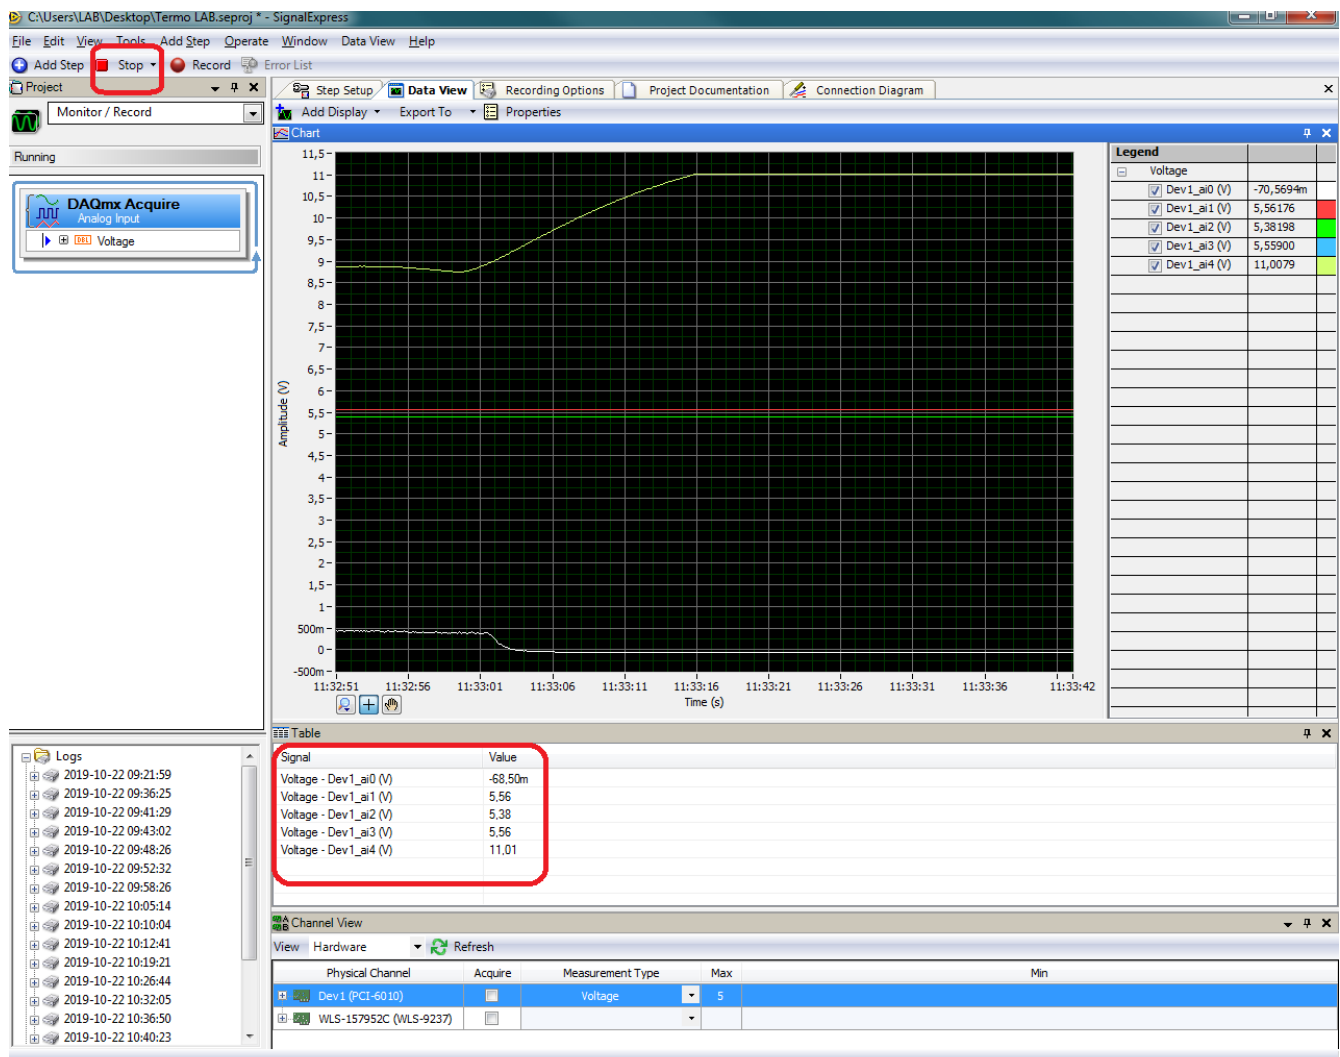 C:\Users\LAB\Desktop\Termo LAB.seproj * - SignalExpress
File Edit View Tools Add Step Operate Window Data View Help
Add Step Stop Record Error List
Project
Monitor / Record
Running
DAQmx Acquire
Analog Input
DBL Voltage
Step Setup Data View Recording Options Project Documentation Connection Diagram
Add Display Export To Properties
Chart
11,5
11
10,5
10
9,5
9
8,5
8
7,5
7
6,5
6
5,5
5
4,5
4
3,5
3
2,5
2
1,5
1
500m
0
-500m
Amplitude (V)
11:32:51 11:32:56 11:33:01 11:33:06 11:33:11 11:33:16 11:33:21 11:33:26 11:33:31 11:33:36 11:33:42
Time (s)
Legend
Voltage
Dev1_ai0 (V) -70,5694m
Dev1_ai1 (V) 5,56176
Dev1_ai2 (V) 5,38198
Dev1_ai3 (V) 5,55900
Dev1_ai4 (V) 11,0079
Logs
2019-10-22 09:21:59
2019-10-22 09:36:25
2019-10-22 09:41:29
2019-10-22 09:43:02
2019-10-22 09:48:26
2019-10-22 09:52:32
2019-10-22 09:58:26
2019-10-22 10:05:14
2019-10-22 10:10:04
2019-10-22 10:12:41
2019-10-22 10:19:21
2019-10-22 10:26:44
2019-10-22 10:32:05
2019-10-22 10:36:50
2019-10-22 10:40:23
Table
Signal Value
Voltage - Dev1_ai0 (V) -68,50m
Voltage - Dev1_ai1 (V) 5,56
Voltage - Dev1_ai2 (V) 5,38
Voltage - Dev1_ai3 (V) 5,56
Voltage - Dev1_ai4 (V) 11,01
Channel View
View Hardware Refresh
Physical Channel Acquire Measurement Type Max Min
Dev1 (PCI-6010) Voltage 5
WLS-157952C (WLS-9237)